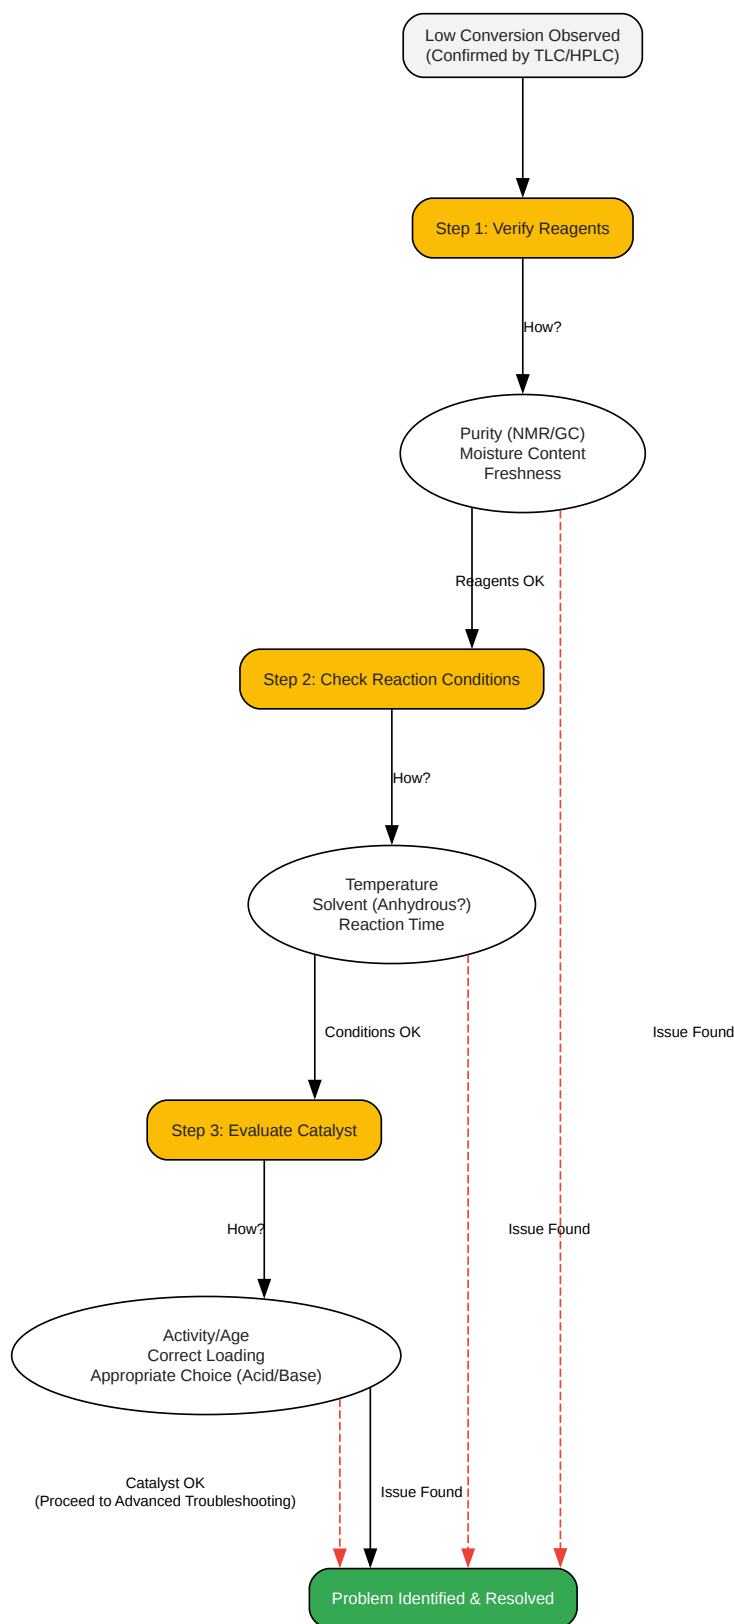 Low Conversion Observed
(Confirmed by TLC/HPLC)
Step 1: Verify Reagents
How?
Purity (NMR/GC)
Moisture Content
Freshness
Reagents OK
Step 2: Check Reaction Conditions
How?
Temperature
Solvent (Anhydrous?)
Reaction Time
Conditions OK
Issue Found
Step 3: Evaluate Catalyst
How?
Issue Found
Activity/Age
Correct Loading
Appropriate Choice (Acid/Base)
Catalyst OK
(Proceed to Advanced Troubleshooting)
Issue Found
Problem Identified & Resolved